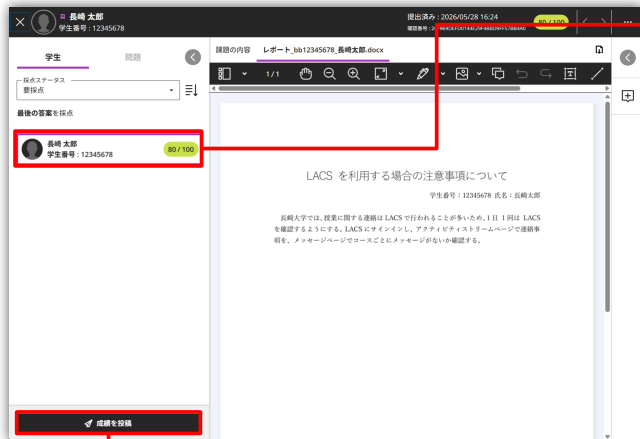 長崎 太郎
学生番号 : 12345678
提出済み : 2026/05/28 16:24
80 / 100
学生
問題
課題の内容
レポート_bb12345678_長崎太郎.docx
採点ステータス
要採点
1/1
最後の答案を採点
長崎 太郎
学生番号 : 12345678
80 / 100
LACS を利用する場合の注意事項について
学生番号：12345678 氏名：長崎太郎
長崎大学では、授業に関する連絡は LACS で行われることが多いため、1 日 1 回は LACS
を確認するようにする。LACS にサインインし、アクティビティストリームページで連絡事
項を、メッセージページでコースごとにメッセージがないか確認する。
成績を投稿